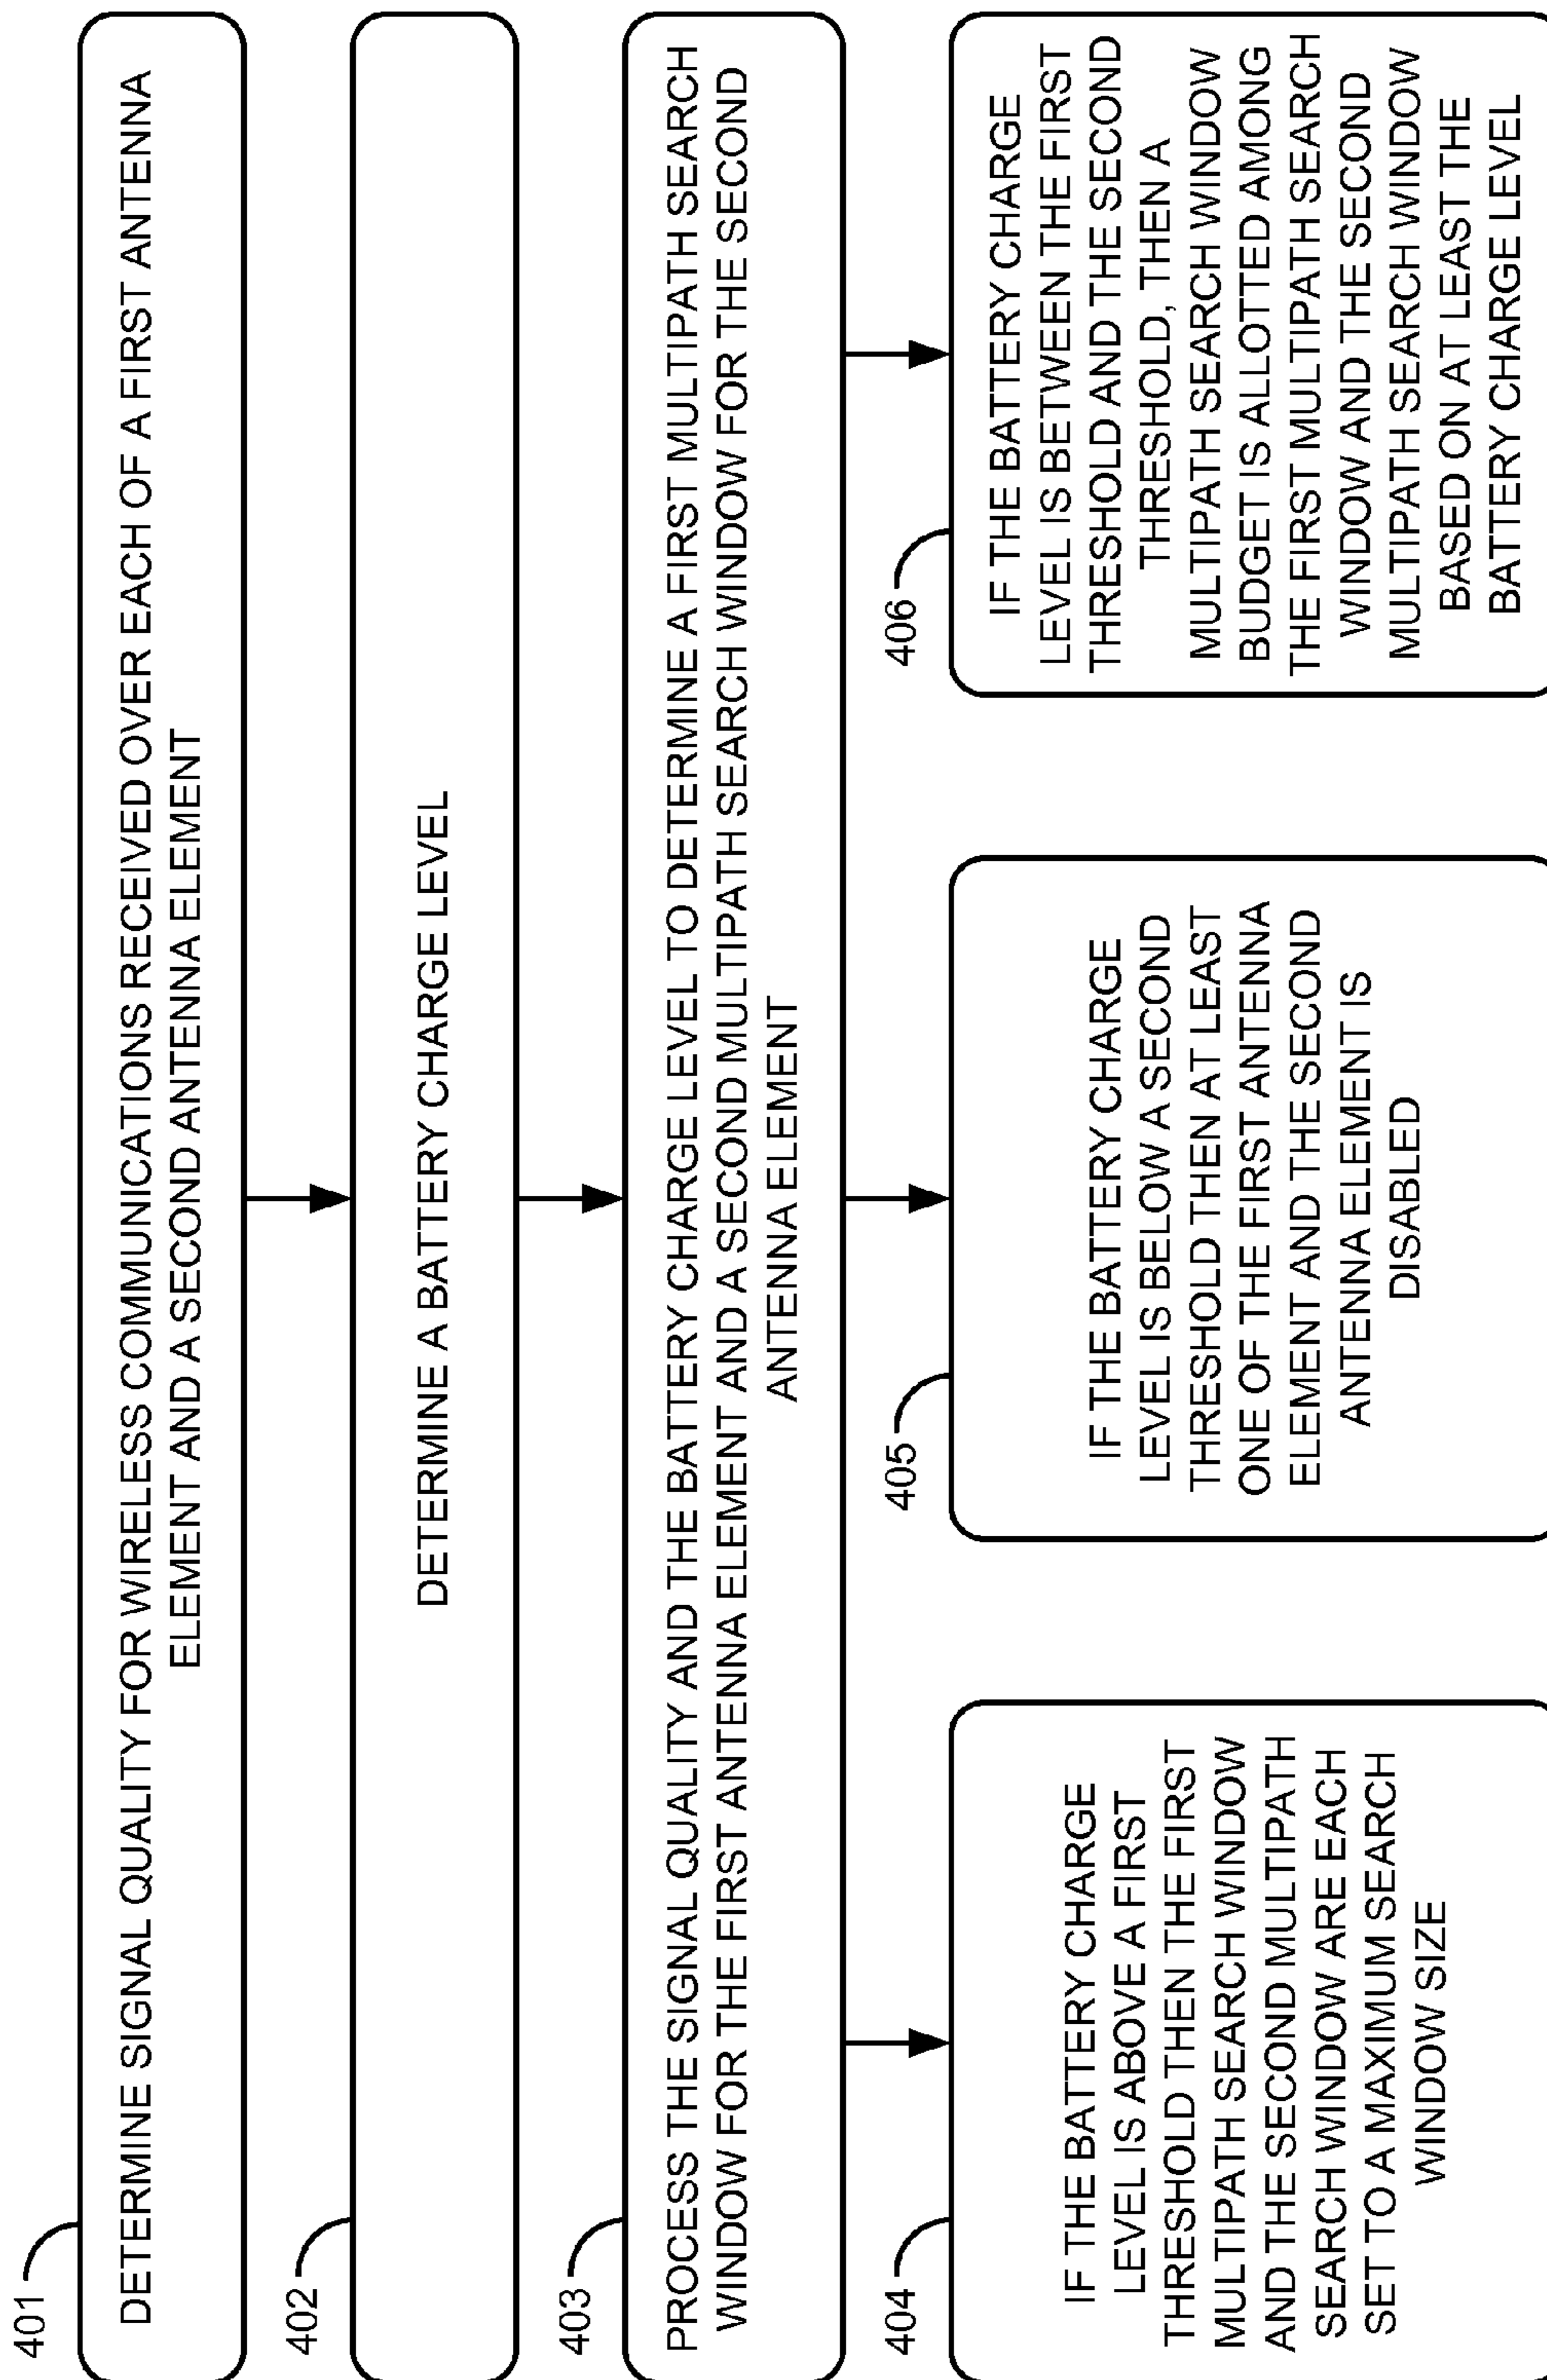 401
DETERMINE SIGNAL QUALITY FOR WIRELESS COMMUNICATIONS RECEIVED OVER EACH OF A FIRST ANTENNA
ELEMENT AND A SECOND ANTENNA ELEMENT
402
DETERMINE A BATTERY CHARGE LEVEL
403
PROCESS THE SIGNAL QUALITY AND THE BATTERY CHARGE LEVEL TO DETERMINE A FIRST MULTIPATH SEARCH
WINDOW FOR THE FIRST ANTENNA ELEMENT AND A SECOND MULTIPATH SEARCH WINDOW FOR THE SECOND
ANTENNA ELEMENT
404
IF THE BATTERY CHARGE
LEVEL IS ABOVE A FIRST
THRESHOLD THEN THE FIRST
MULTIPATH SEARCH WINDOW
AND THE SECOND MULTIPATH
SEARCH WINDOW ARE EACH
SET TO A MAXIMUM SEARCH
WINDOW SIZE
405
IF THE BATTERY CHARGE
LEVEL IS BELOW A SECOND
THRESHOLD THEN AT LEAST
ONE OF THE FIRST ANTENNA
ELEMENT AND THE SECOND
ANTENNA ELEMENT IS
DISABLED
406
IF THE BATTERY CHARGE
LEVEL IS BETWEEN THE FIRST
THRESHOLD AND THE SECOND
THRESHOLD, THEN A
MULTIPATH SEARCH WINDOW
BUDGET IS ALLOTTED AMONG
THE FIRST MULTIPATH SEARCH
WINDOW AND THE SECOND
MULTIPATH SEARCH WINDOW
BASED ON AT LEAST THE
BATTERY CHARGE LEVEL